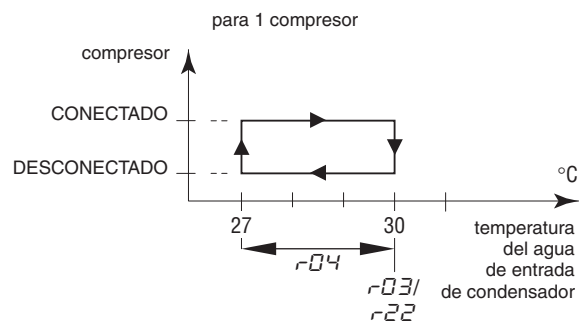 para 1 compresor
compresor
CONECTADO
DESCONECTADO
°C
27
30
r04
r03/
r22
temperatura
del agua
de entrada
de condensador